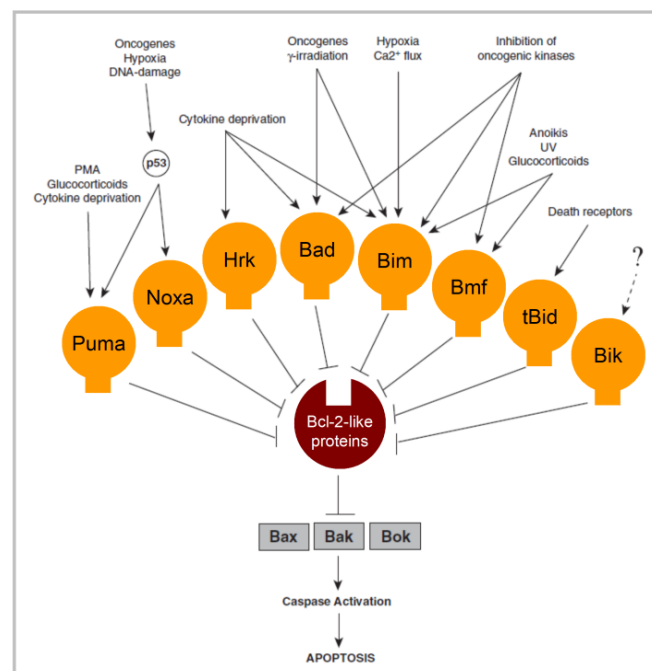 Oncogenes
Hypoxia
DNA-damage
Oncogenes
γ-irradiation
Hypoxia
Ca²⁺ flux
Inhibition of
oncogenic kinases
Cytokine deprivation
Anoikis
UV
Glucocorticoids
p53
PMA
Glucocorticoids
Cytokine deprivation
Death receptors
?
Puma
Noxa
Hrk
Bad
Bim
Bmf
tBid
Bik
Bcl-2-like
proteins
Bax
Bak
Bok
Caspase Activation
APOPTOSIS